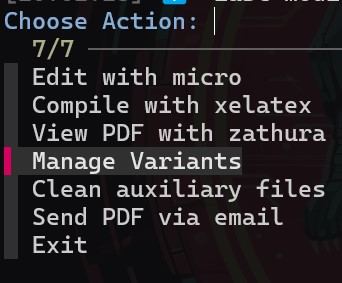 Choose Action:
7/7
Edit with micro
Compile with xelatex
View PDF with zathura
Manage Variants
Clean auxiliary files
Send PDF via email
Exit